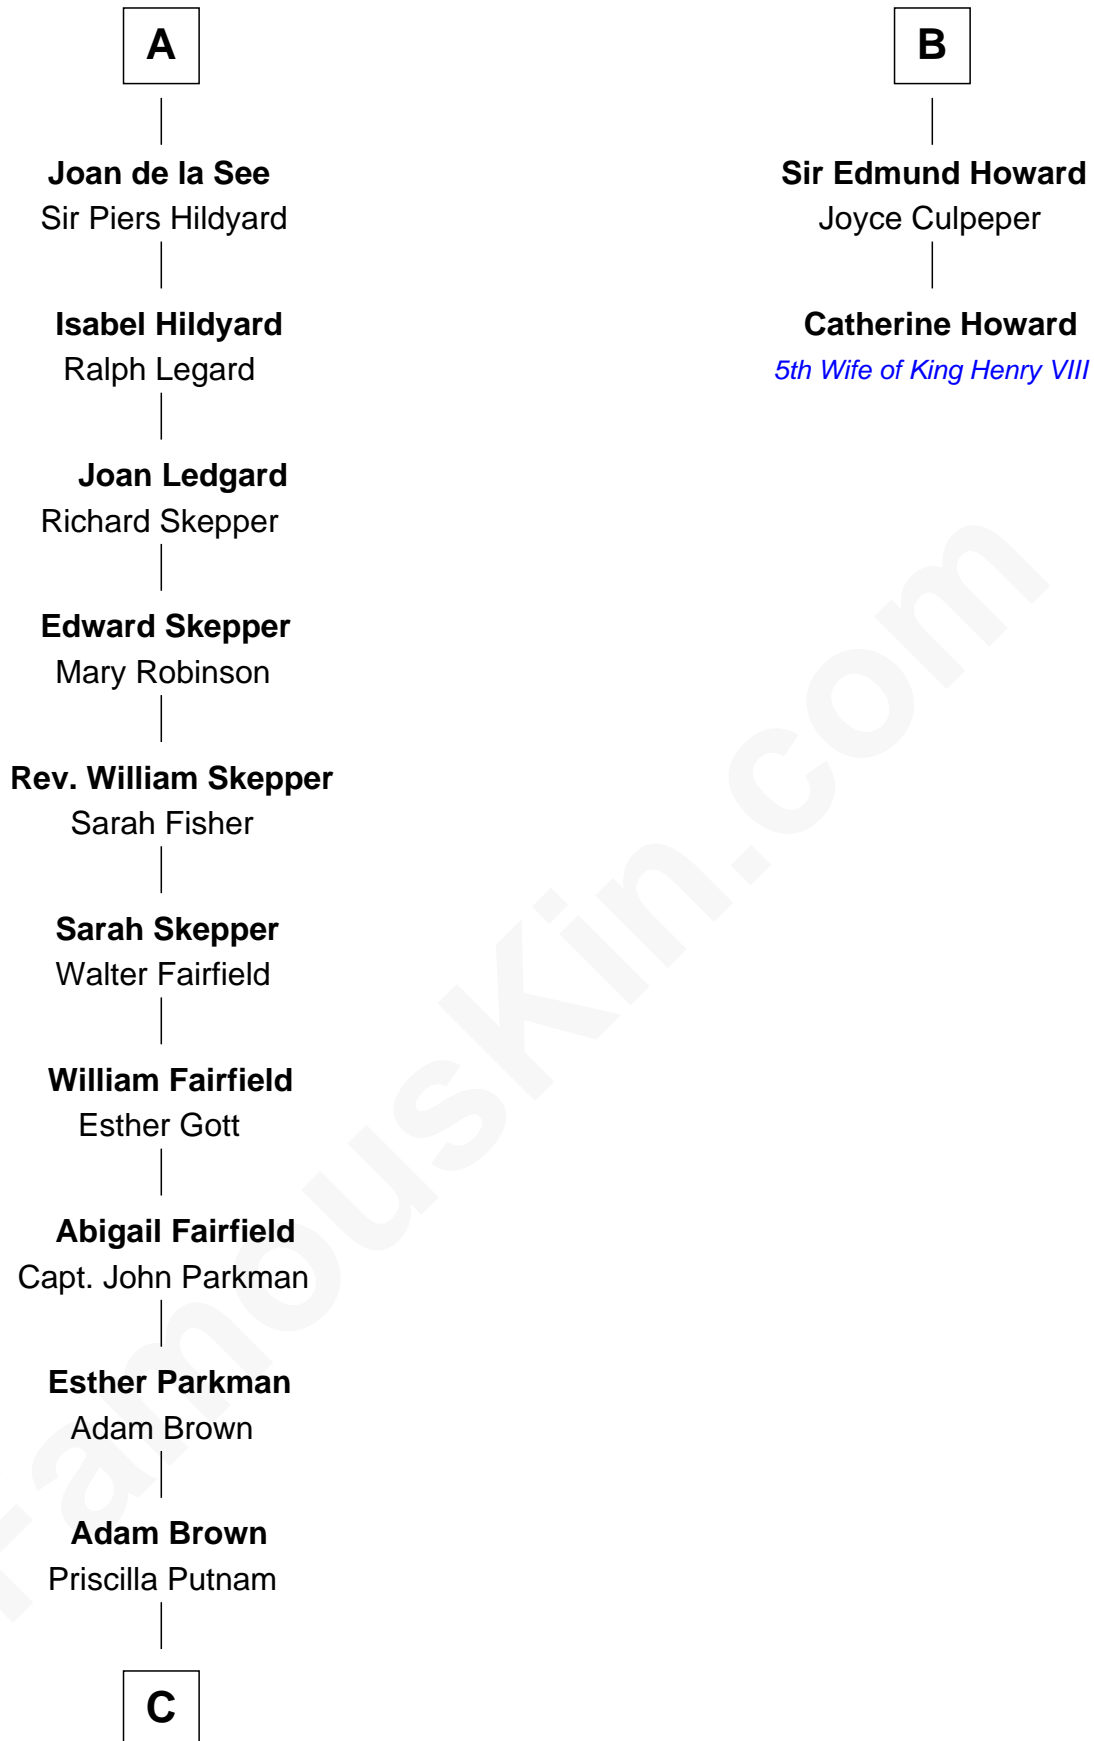 A
Joan de la See
Sir Piers Hildyard
Isabel Hildyard
Ralph Legard
Joan Ledgard
Richard Skepper
Edward Skepper
Mary Robinson
Rev. William Skepper
Sarah Fisher
Sarah Skepper
Walter Fairfield
William Fairfield
Esther Gott
Abigail Fairfield
Capt. John Parkman
Esther Parkman
Adam Brown
Adam Brown
Priscilla Putnam
C
B
Sir Edmund Howard
Joyce Culpeper
Catherine Howard
5th Wife of King Henry VIII
FamousKin.com